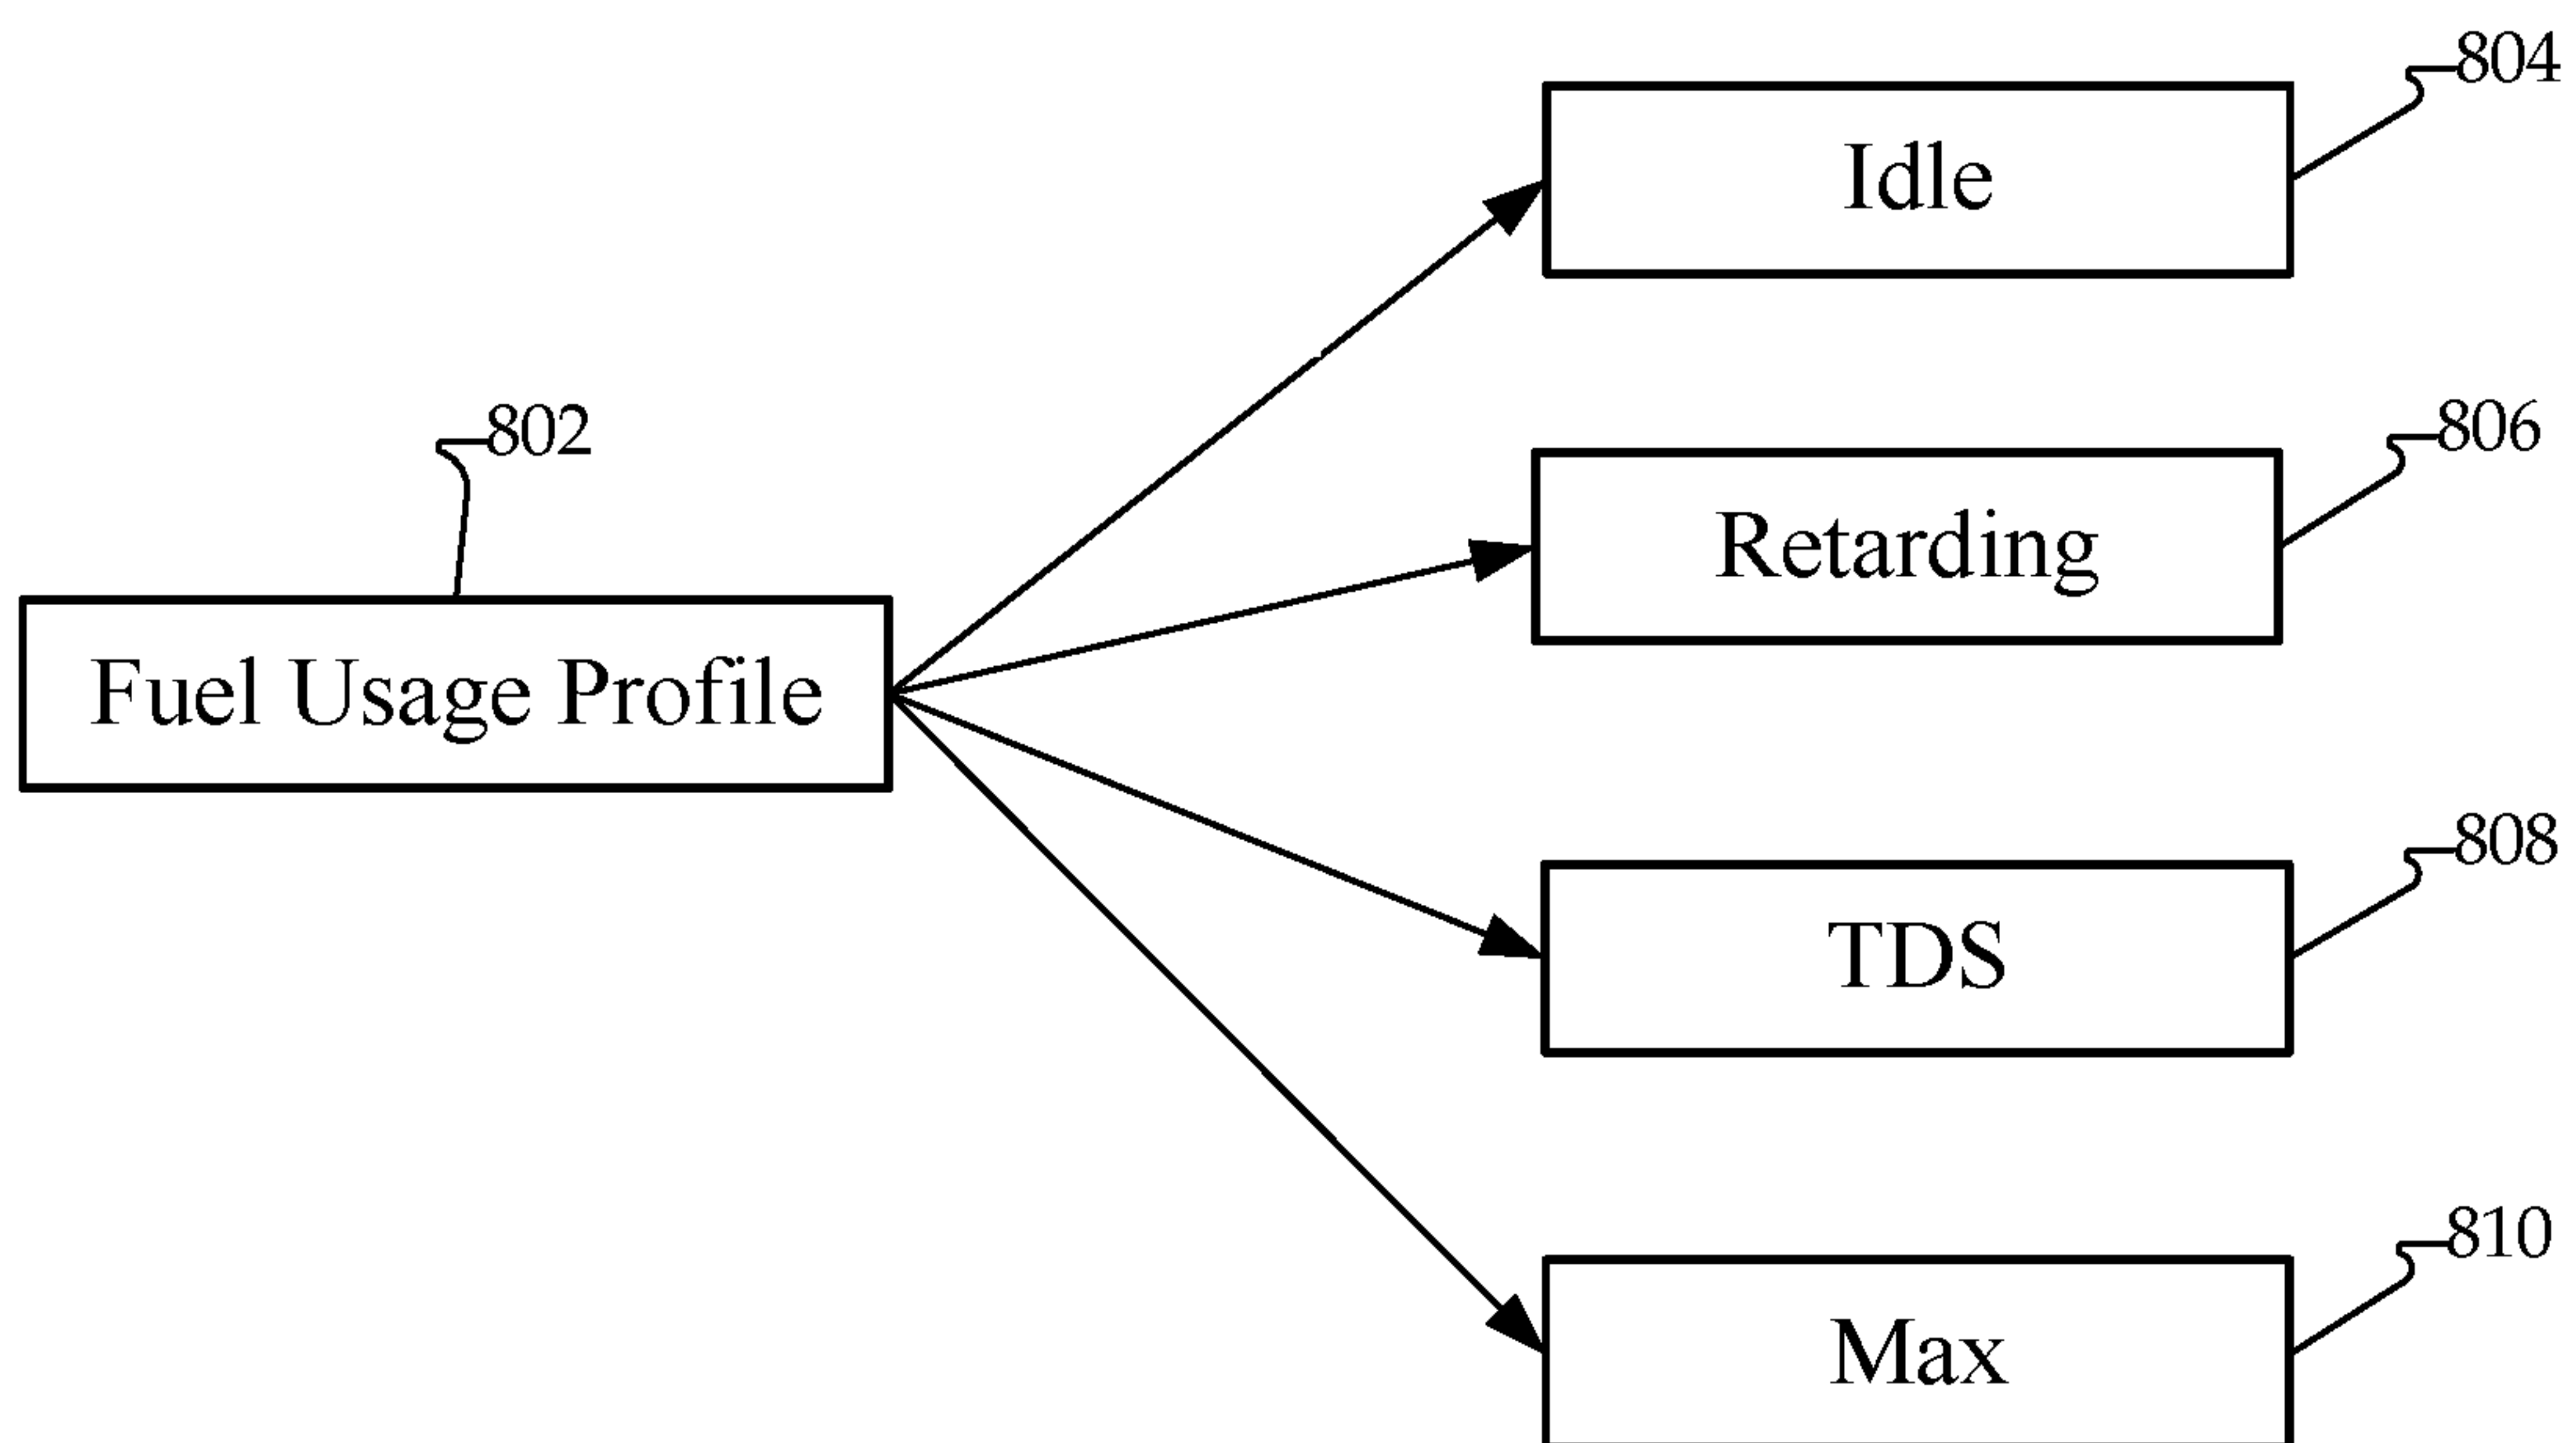 804
Idle
802
806
Retarding
Fuel Usage Profile
808
TDS
810
Max